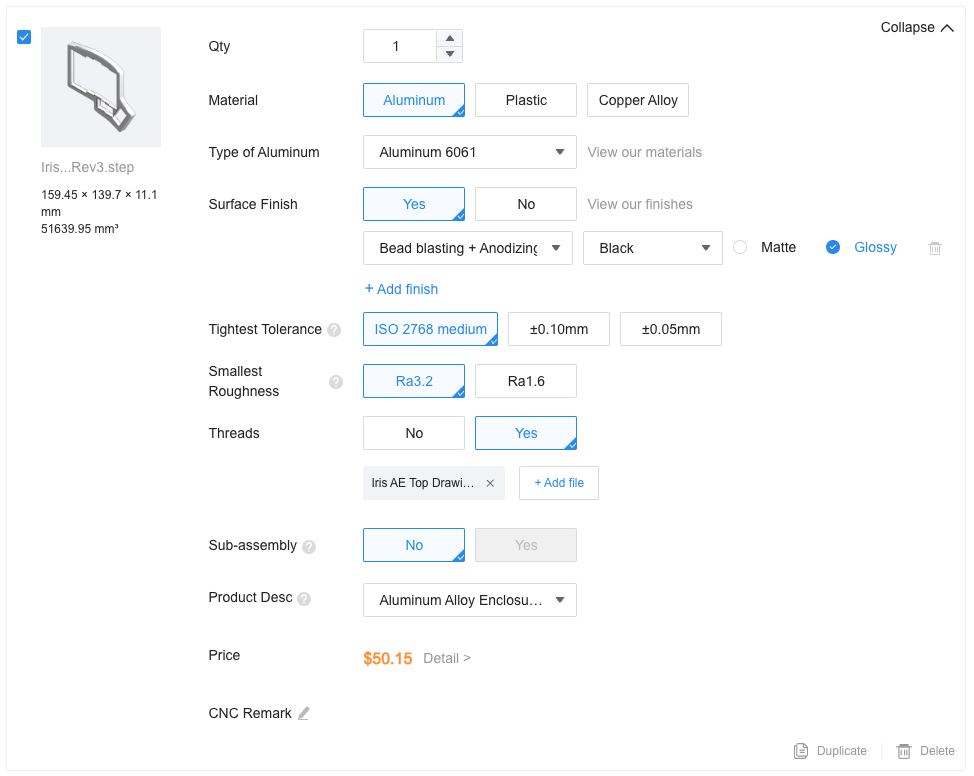 Collapse
Qty 1
Material Aluminum Plastic Copper Alloy
Iris...Rev3.step
159.45 × 139.7 × 11.1
mm
51639.95 mm³
Type of Aluminum Aluminum 6061 View our materials
Surface Finish Yes No View our finishes
Bead blasting + Anodizing Black Matte Glossy
+ Add finish
Tightest Tolerance ? ISO 2768 medium ±0.10mm ±0.05mm
Smallest
Roughness ? Ra3.2 Ra1.6
Threads No Yes
Iris AE Top Drawi... × + Add file
Sub-assembly ? No Yes
Product Desc ? Aluminum Alloy Enclosu...
Price $50.15 Detail >
CNC Remark
Duplicate Delete